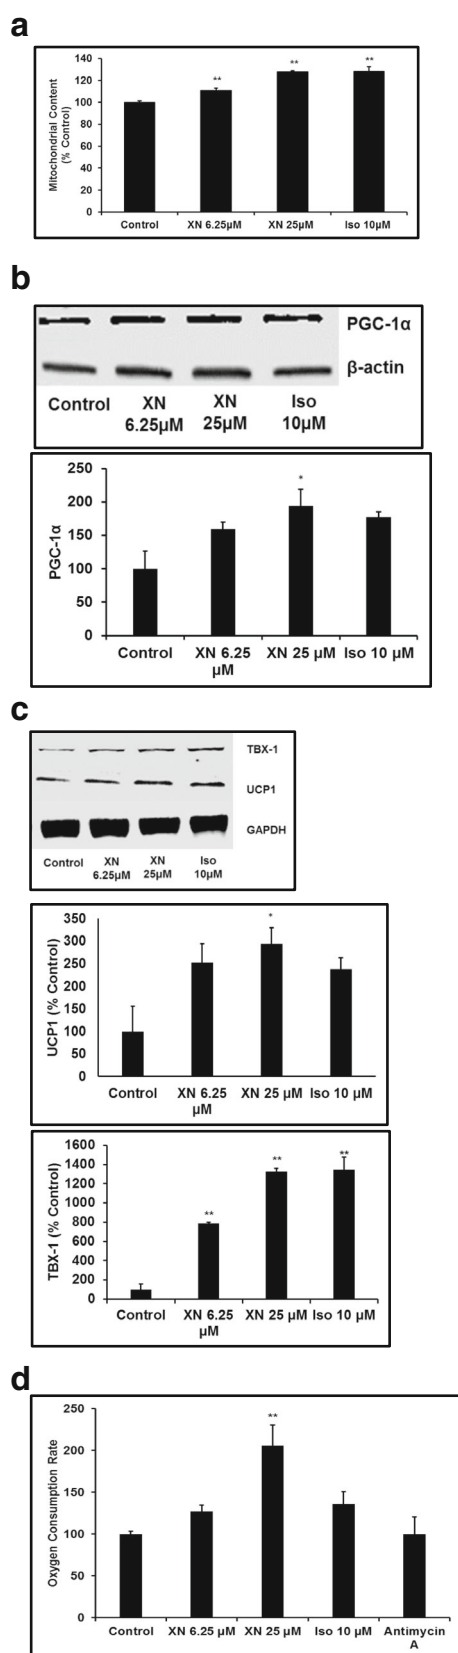 a
Mitochondrial Content
(% Control)
140
120
100
80
60
40
20
0
**
**
**
Control
XN 6.25µM
XN 25µM
Iso 10µM
b
PGC-1α
β-actin
Control
XN
6.25µM
XN
25µM
Iso
10µM
PGC-1α
250
200
150
100
50
0
*
Control
XN 6.25
µM
XN 25 µM
Iso 10 µM
c
TBX-1
UCP1
GAPDH
Control
XN
6.25µM
XN
25µM
Iso
10µM
UCP1 (% Control)
350
300
250
200
150
100
50
0
*
Control
XN 6.25
µM
XN 25 µM
Iso 10 µM
TBX-1 (% Control)
1600
1400
1200
1000
800
600
400
200
0
**
**
**
Control
XN 6.25
µM
XN 25 µM
Iso 10 µM
d
Oxygen Consumption Rate
250
200
150
100
50
0
**
Control
XN 6.25 µM
XN 25 µM
Iso 10 µM
Antimycin
A